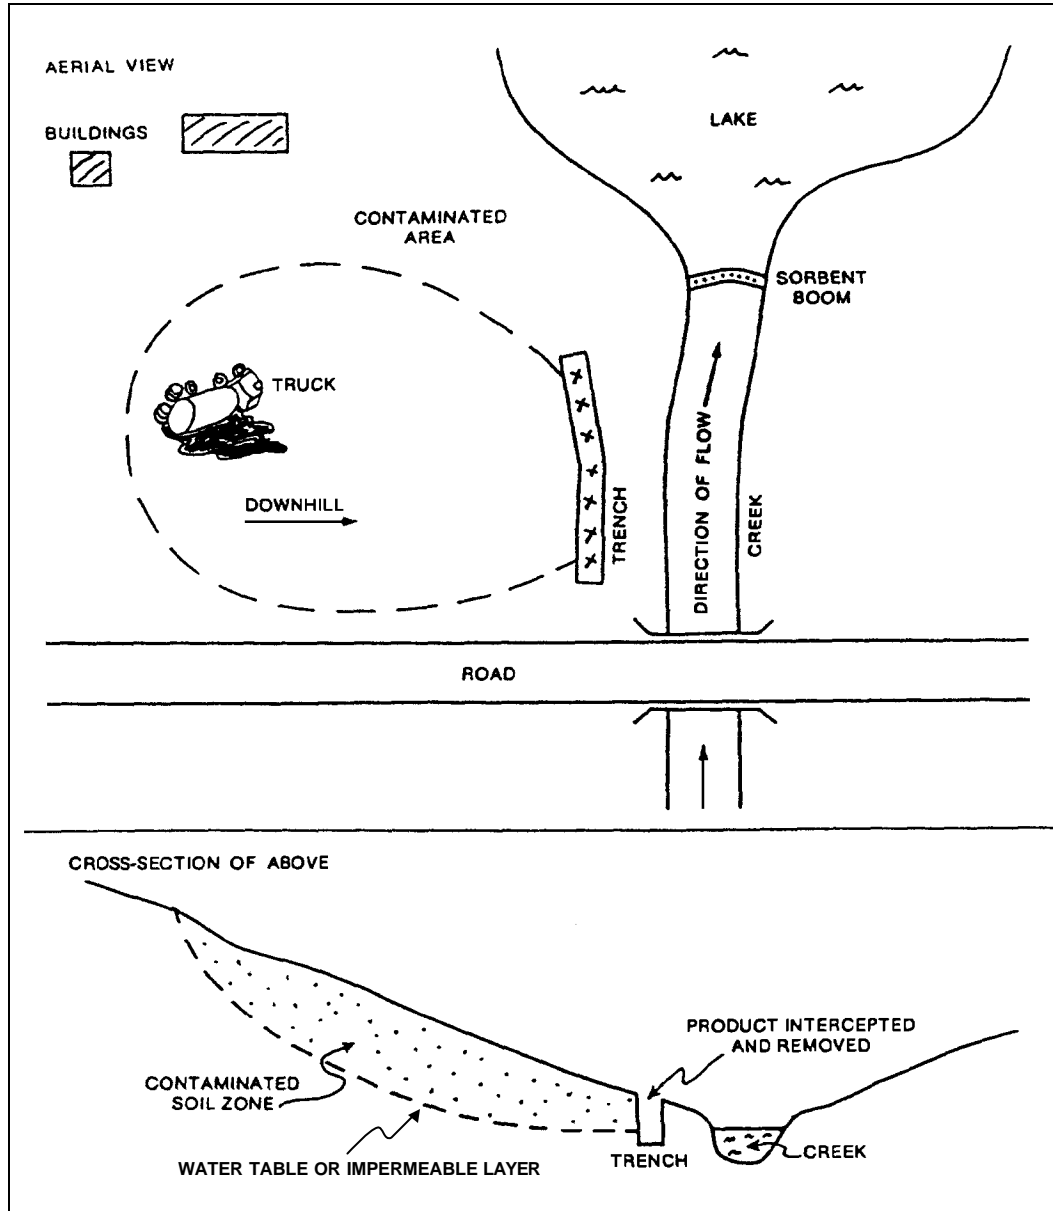 AERIAL VIEW
BUILDINGS
LAKE
CONTAMINATED
AREA
SORBENT
BOOM
TRUCK
DOWNHILL
TRENCH
DIRECTION OF FLOW
CREEK
ROAD
CROSS-SECTION OF ABOVE
PRODUCT INTERCEPTED
AND REMOVED
CONTAMINATED
SOIL ZONE
WATER TABLE OR IMPERMEABLE LAYER
TRENCH
CREEK